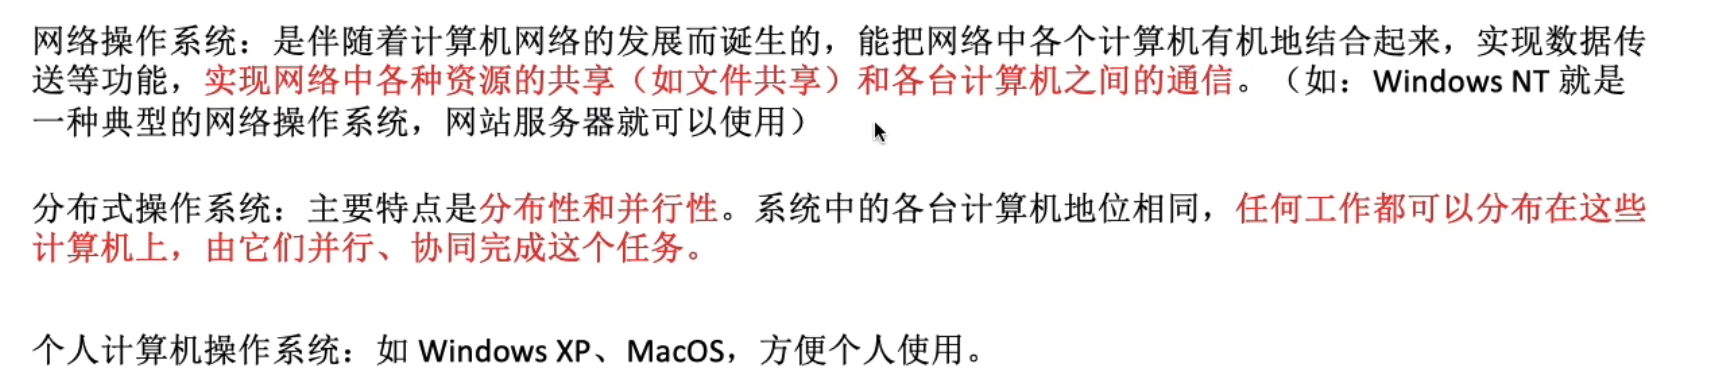 网络操作系统：是伴随着计算机网络的发展而诞生的，能把网络中各个计算机有机地结合起来，实现数据传
送等功能，实现网络中各种资源的共享（如文件共享）和各台计算机之间的通信。（如：Windows NT 就是
一种典型的网络操作系统，网站服务器就可以使用）
分布式操作系统：主要特点是分布性和并行性。系统中的各台计算机地位相同，任何工作都可以分布在这些
计算机上，由它们并行、协同完成这个任务。
个人计算机操作系统：如 Windows XP、MacOS，方便个人使用。